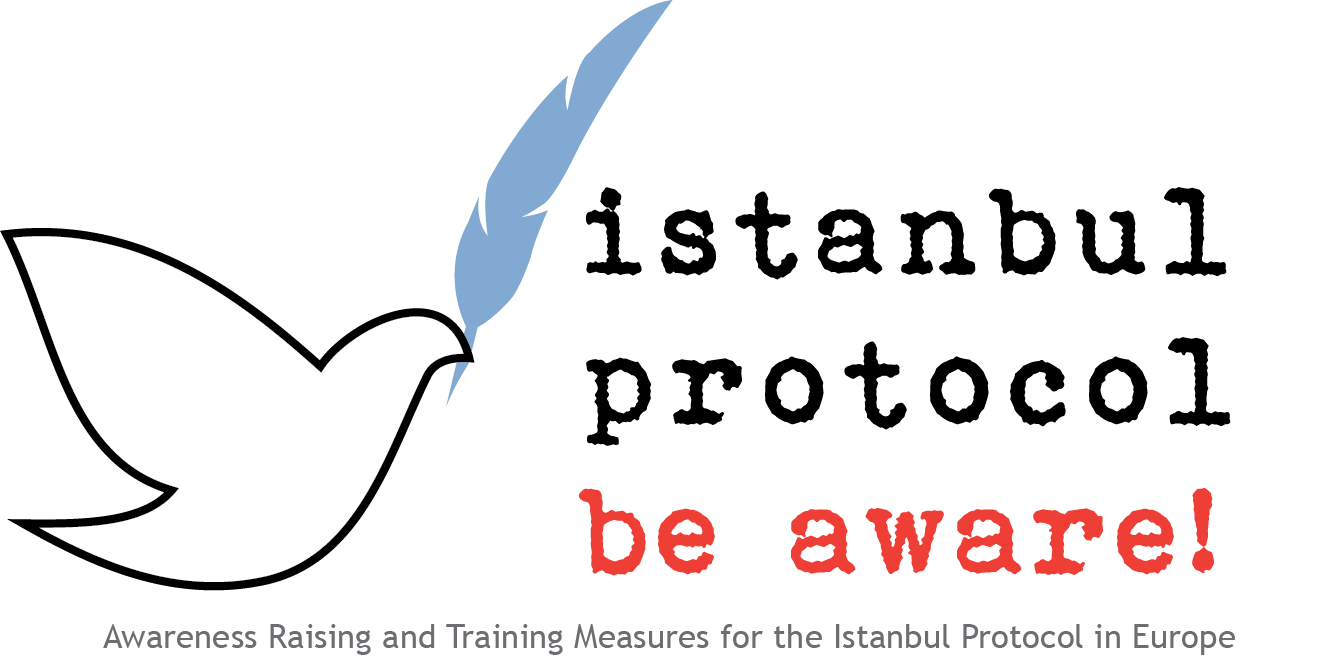 istanbul
protocol
be aware!
Awareness Raising and Training Measures for the Istanbul Protocol in Europe